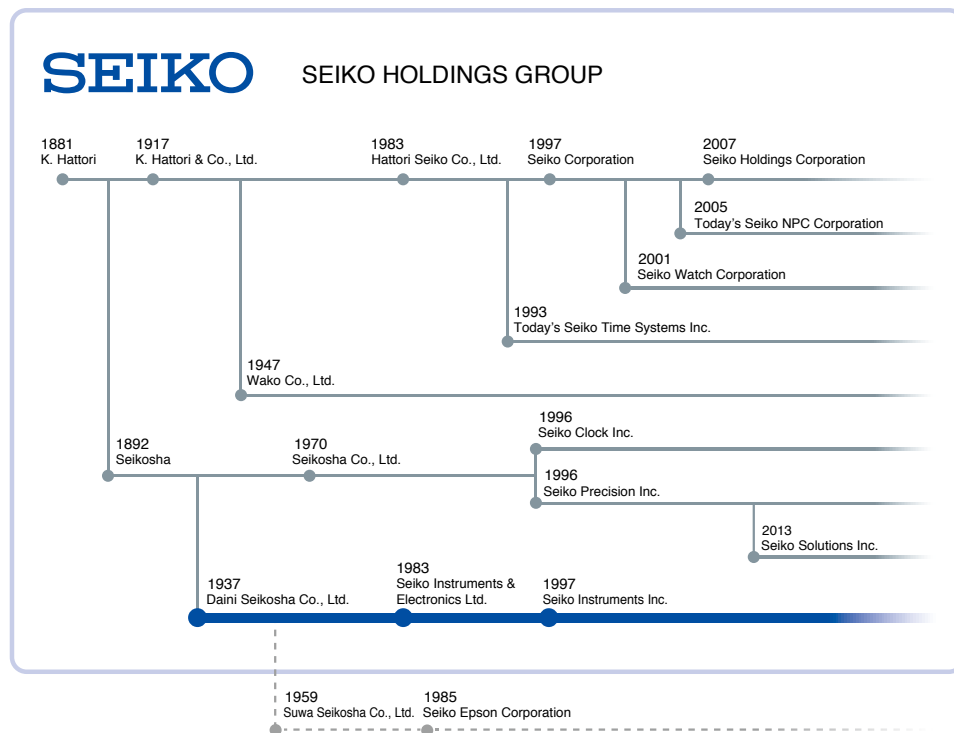 SEIKO
SEIKO HOLDINGS GROUP
1881
K. Hattori
1917
K. Hattori & Co., Ltd.
1983
Hattori Seiko Co., Ltd.
1997
Seiko Corporation
2007
Seiko Holdings Corporation
2005
Today's Seiko NPC Corporation
2001
Seiko Watch Corporation
1993
Today's Seiko Time Systems Inc.
1947
Wako Co., Ltd.
1892
Seikosha
1970
Seikosha Co., Ltd.
1996
Seiko Clock Inc.
1996
Seiko Precision Inc.
2013
Seiko Solutions Inc.
1937
Daini Seikosha Co., Ltd.
1983
Seiko Instruments &
Electronics Ltd.
1997
Seiko Instruments Inc.
1959
Suwa Seikosha Co., Ltd.
1985
Seiko Epson Corporation